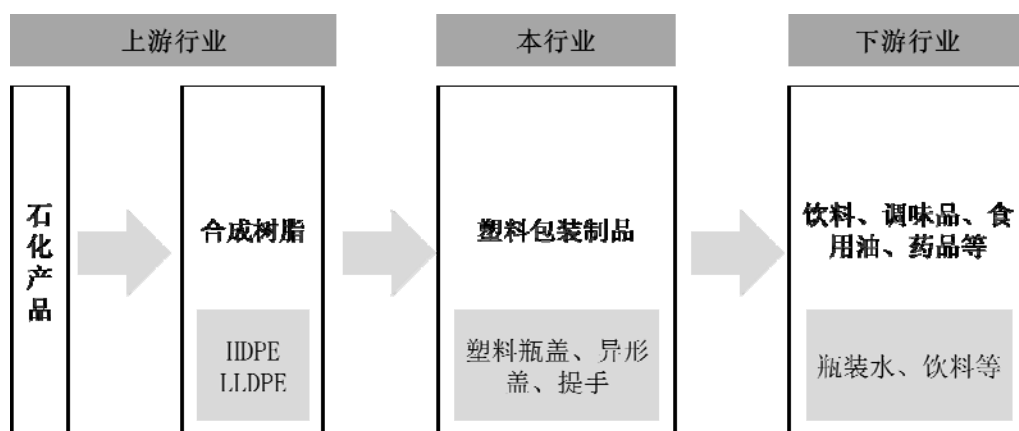 上游行业
本行业
下游行业
石化产品
合成树脂
HDPE
LLDPE
塑料包装制品
塑料瓶盖、异形
盖、提手
饮料、调味品、食
用油、药品等
瓶装水、饮料等